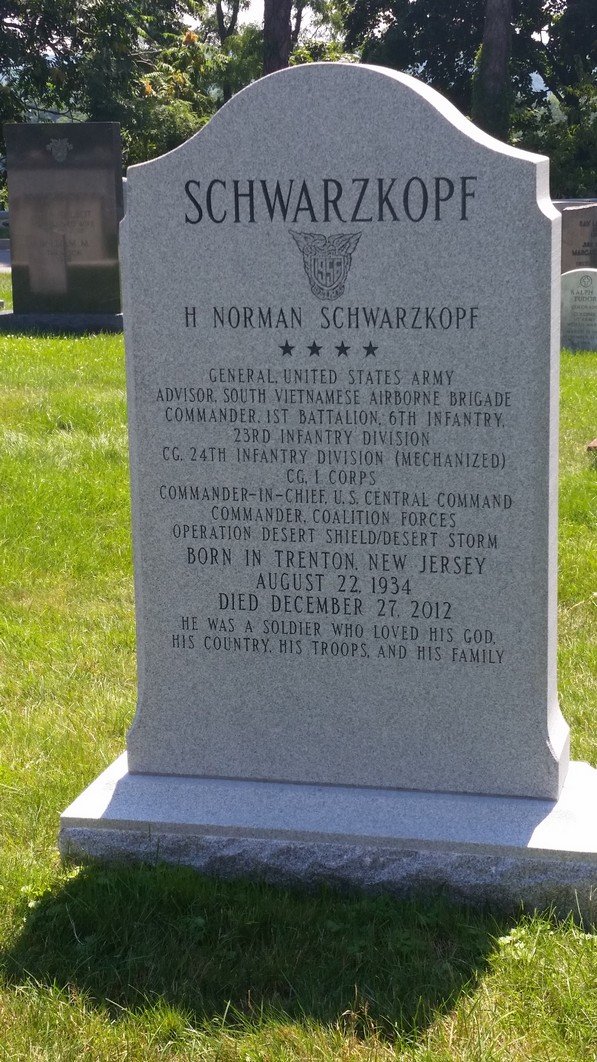 SCHWARZKOPF
H NORMAN SCHWARZKOPF
GENERAL, UNITED STATES ARMY
ADVISOR, SOUTH VIETNAMESE AIRBORNE BRIGADE
COMMANDER, 1ST BATTALION, 6TH INFANTRY,
23RD INFANTRY DIVISION
CG, 24TH INFANTRY DIVISION (MECHANIZED)
CG, I CORPS
COMMANDER-IN-CHIEF, U.S. CENTRAL COMMAND
COMMANDER, COALITION FORCES
OPERATION DESERT SHIELD/DESERT STORM
BORN IN TRENTON, NEW JERSEY
AUGUST 22, 1934
DIED DECEMBER 27, 2012
HE WAS A SOLDIER WHO LOVED HIS GOD,
HIS COUNTRY, HIS TROOPS, AND HIS FAMILY
RALPH
TUDOR